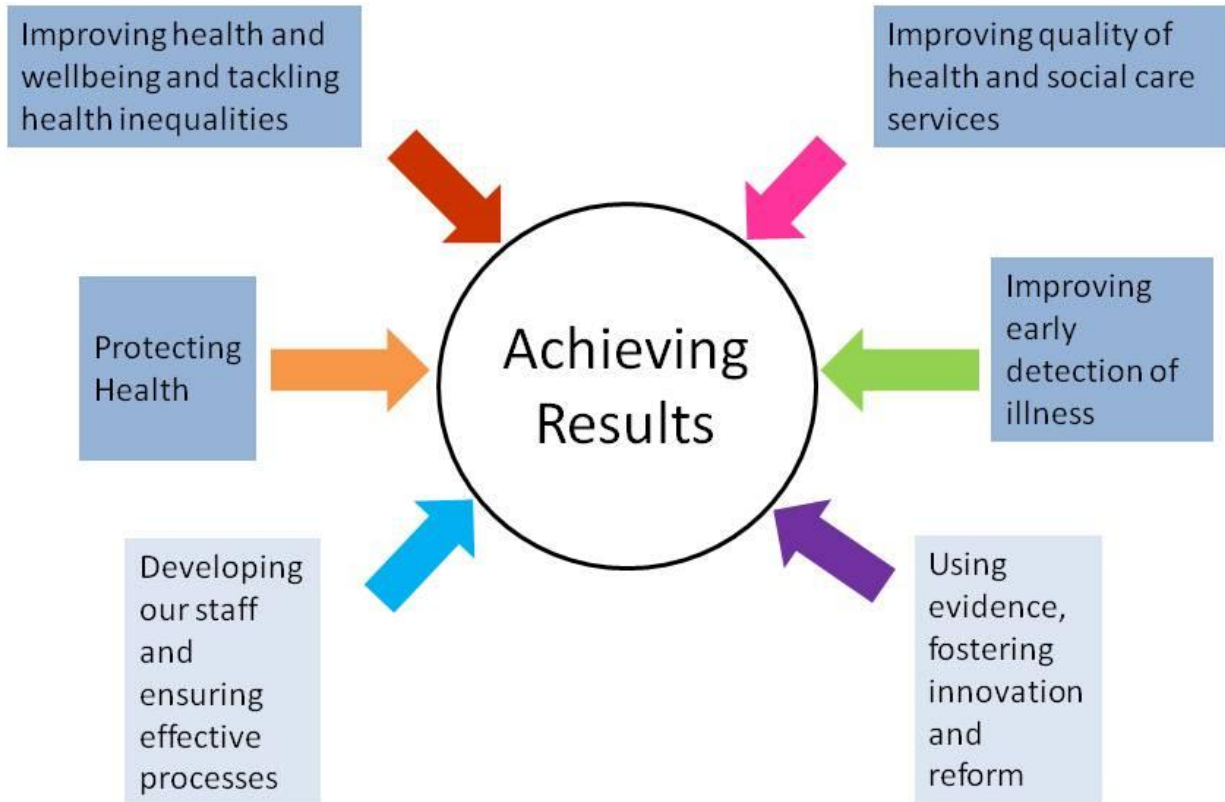 Improving health and
wellbeing and tackling
health inequalities
Improving quality of
health and social care
services
Protecting
Health
Achieving
Results
Improving
early
detection of
illness
Developing
our staff
and
ensuring
effective
processes
Using
evidence,
fostering
innovation
and
reform